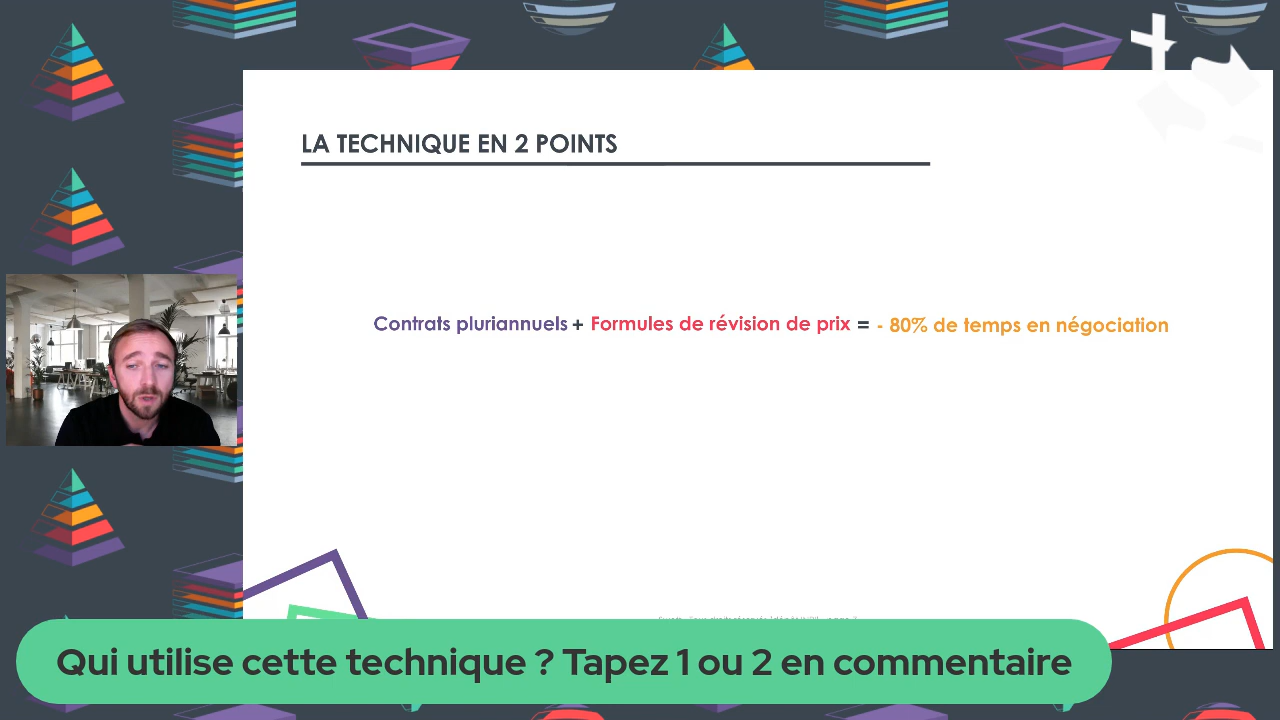 LA TECHNIQUE EN 2 POINTS
Contrats pluriannuels + Formules de révision de prix = - 80% de temps en négociation
Qui utilise cette technique ? Tapez 1 ou 2 en commentaire